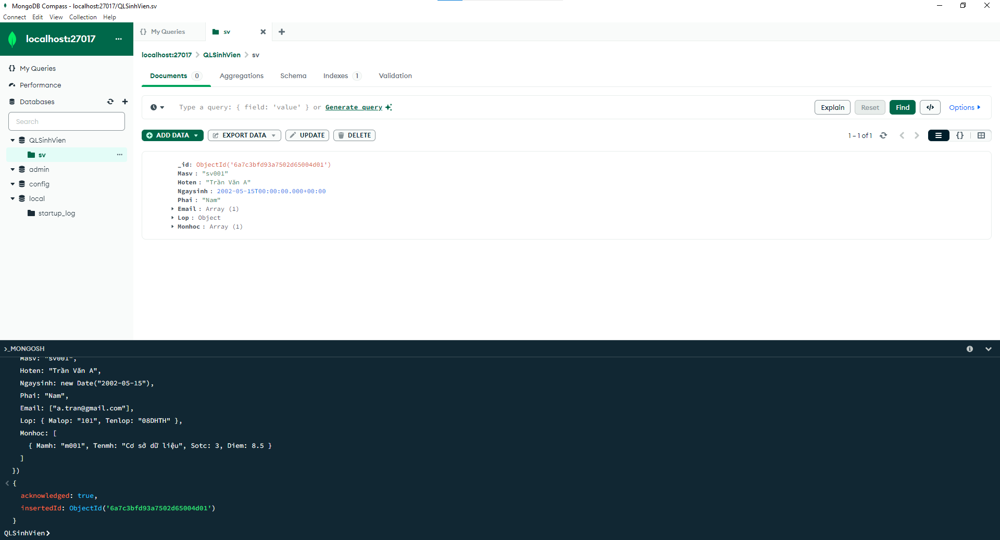 MongoDB Compass - localhost:27017/QLSinhVien.sv
Connect Edit View Collection Help
localhost:27017
{} My Queries
sv
My Queries
Performance
Databases
Search
QLSinhVien
sv
admin
config
local
startup_log
localhost:27017 > QLSinhVien > sv
Documents 0 Aggregations Schema Indexes 1 Validation
Type a query: { field: 'value' } or Generate query
Explain Reset Find </> Options
ADD DATA EXPORT DATA UPDATE DELETE
1 – 1 of 1
{}
_id: ObjectId('6a7c3bfd93a7502d65004d01')
Masv : "sv001"
Hoten : "Trần Văn A"
Ngaysinh : 2002-05-15T00:00:00.000+00:00
Phai : "Nam"
Email : Array (1)
Lop : Object
Monhoc : Array (1)
>_MONGOSH
Masv: "sv001",
Hoten: "Trần Văn A",
Ngaysinh: new Date("2002-05-15"),
Phai: "Nam",
Email: ["a.tran@gmail.com"],
Lop: { Malop: "101", Tenlop: "08DHTH" },
Monhoc: [
{ Mamh: "m001", Tenmh: "Cơ sở dữ liệu", Sotc: 3, Diem: 8.5 }
]
})
< {
acknowledged: true,
insertedId: ObjectId('6a7c3bfd93a7502d65004d01')
}
QLSinhVien>